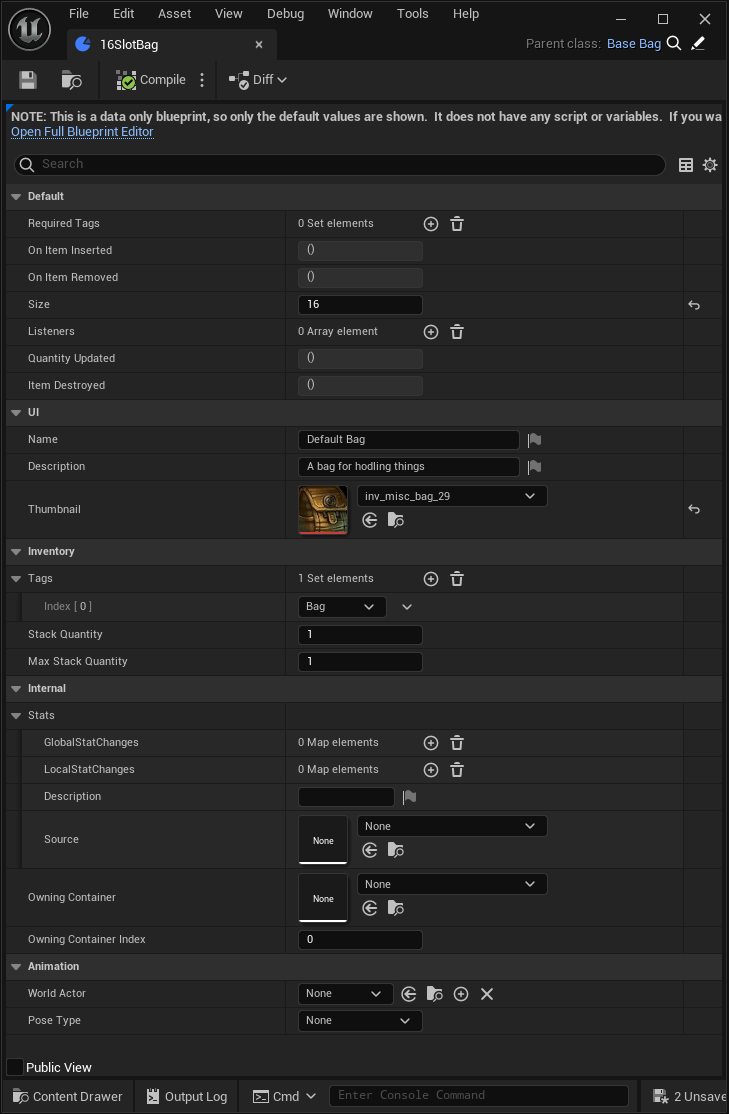 File Edit Asset View Debug Window Tools Help
16SlotBag
Parent class: Base Bag
Compile Diff
NOTE: This is a data only blueprint, so only the default values are shown. It does not have any script or variables. If you wa
Open Full Blueprint Editor
Search
Default
Required Tags 0 Set elements
On Item Inserted ()
On Item Removed ()
Size 16
Listeners 0 Array element
Quantity Updated ()
Item Destroyed ()
UI
Name Default Bag
Description A bag for hodling things
Thumbnail inv_misc_bag_29
Inventory
Tags 1 Set elements
Index [ 0 ] Bag
Stack Quantity 1
Max Stack Quantity 1
Internal
Stats
GlobalStatChanges 0 Map elements
LocalStatChanges 0 Map elements
Description
Source None None
Owning Container None None
Owning Container Index 0
Animation
World Actor None
Pose Type None
Public View
Content Drawer Output Log Cmd Enter Console Command 2 Unsave